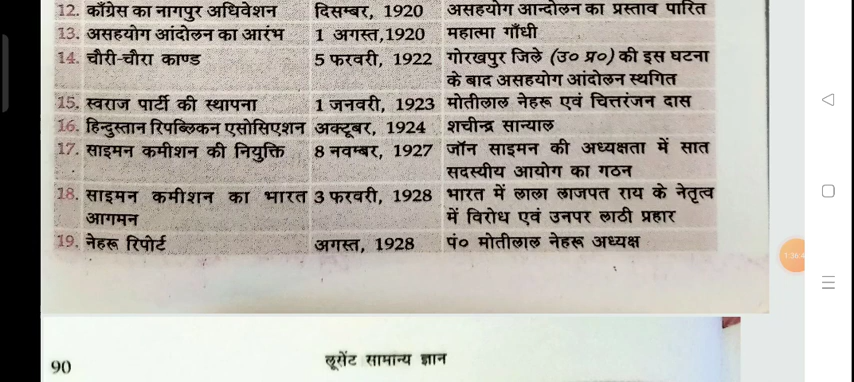 12. काँग्रेस का नागपुर अधिवेशन दिसम्बर, 1920 असहयोग आन्दोलन का प्रस्ताव पारित
13. असहयोग आंदोलन का आरंभ 1 अगस्त,1920 महात्मा गाँधी
14. चौरी-चौरा काण्ड 5 फरवरी, 1922 गोरखपुर जिले (उ० प्र०) की इस घटना
के बाद असहयोग आंदोलन स्थगित
15. स्वराज पार्टी की स्थापना 1 जनवरी, 1923 मोतीलाल नेहरू एवं चित्तरंजन दास
16. हिन्दुस्तान रिपब्लिकन एसोसिएशन अक्टूबर, 1924 शचीन्द्र सान्याल
17. साइमन कमीशन की नियुक्ति 8 नवम्बर, 1927 जॉन साइमन की अध्यक्षता में सात
सदस्यीय आयोग का गठन
18. साइमन कमीशन का भारत 3 फरवरी, 1928 भारत में लाला लाजपत राय के नेतृत्व
आगमन में विरोध एवं उनपर लाठी प्रहार
19. नेहरू रिपोर्ट अगस्त, 1928 पं० मोतीलाल नेहरू अध्यक्ष
90 लूसेंट सामान्य ज्ञान